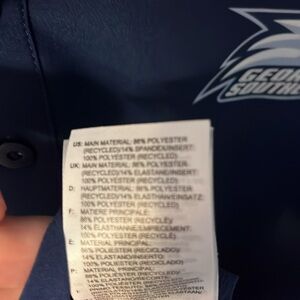 GEOR
SOUTHE
US: MAIN MATERIAL: 86% POLYESTER
(RECYCLED)/14% SPANDEX/INSERT:
100% POLYESTER (RECYCLED)
UK: MAIN MATERIAL: 86% POLYESTER
(RECYCLED)/14% ELASTANE/INSERT:
100% POLYESTER (RECYCLED)
D: HAUPTMATERIAL: 86% POLYESTER
(RECYCELT)/14% ELASTHAN/EINSATZ:
100% POLYESTER (RECYCELT)
F: MATIERE PRINCIPALE:
86% POLYESTER (RECYCLE)/
14% ELASTHANNE/EMPIECEMENT:
100% POLYESTER (RECYCLE)
E: MATERIAL PRINCIPAL:
86% POLIÉSTER (RECICLADO)/
14% ELASTANO/INSERTO:
100% POLIÉSTER (RECICLADO)
P: MATERIAL PRINCIPAL: